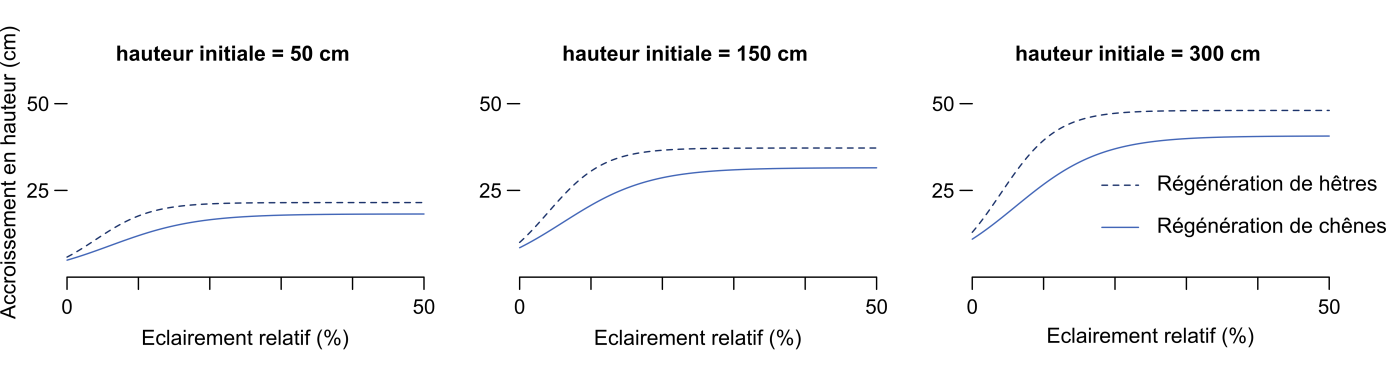 Accroissement en hauteur (cm)
hauteur initiale = 50 cm
50
25
0
50
Eclairement relatif (%)
hauteur initiale = 150 cm
50
25
0
50
Eclairement relatif (%)
hauteur initiale = 300 cm
50
25
Régénération de hêtres
Régénération de chênes
0
50
Eclairement relatif (%)